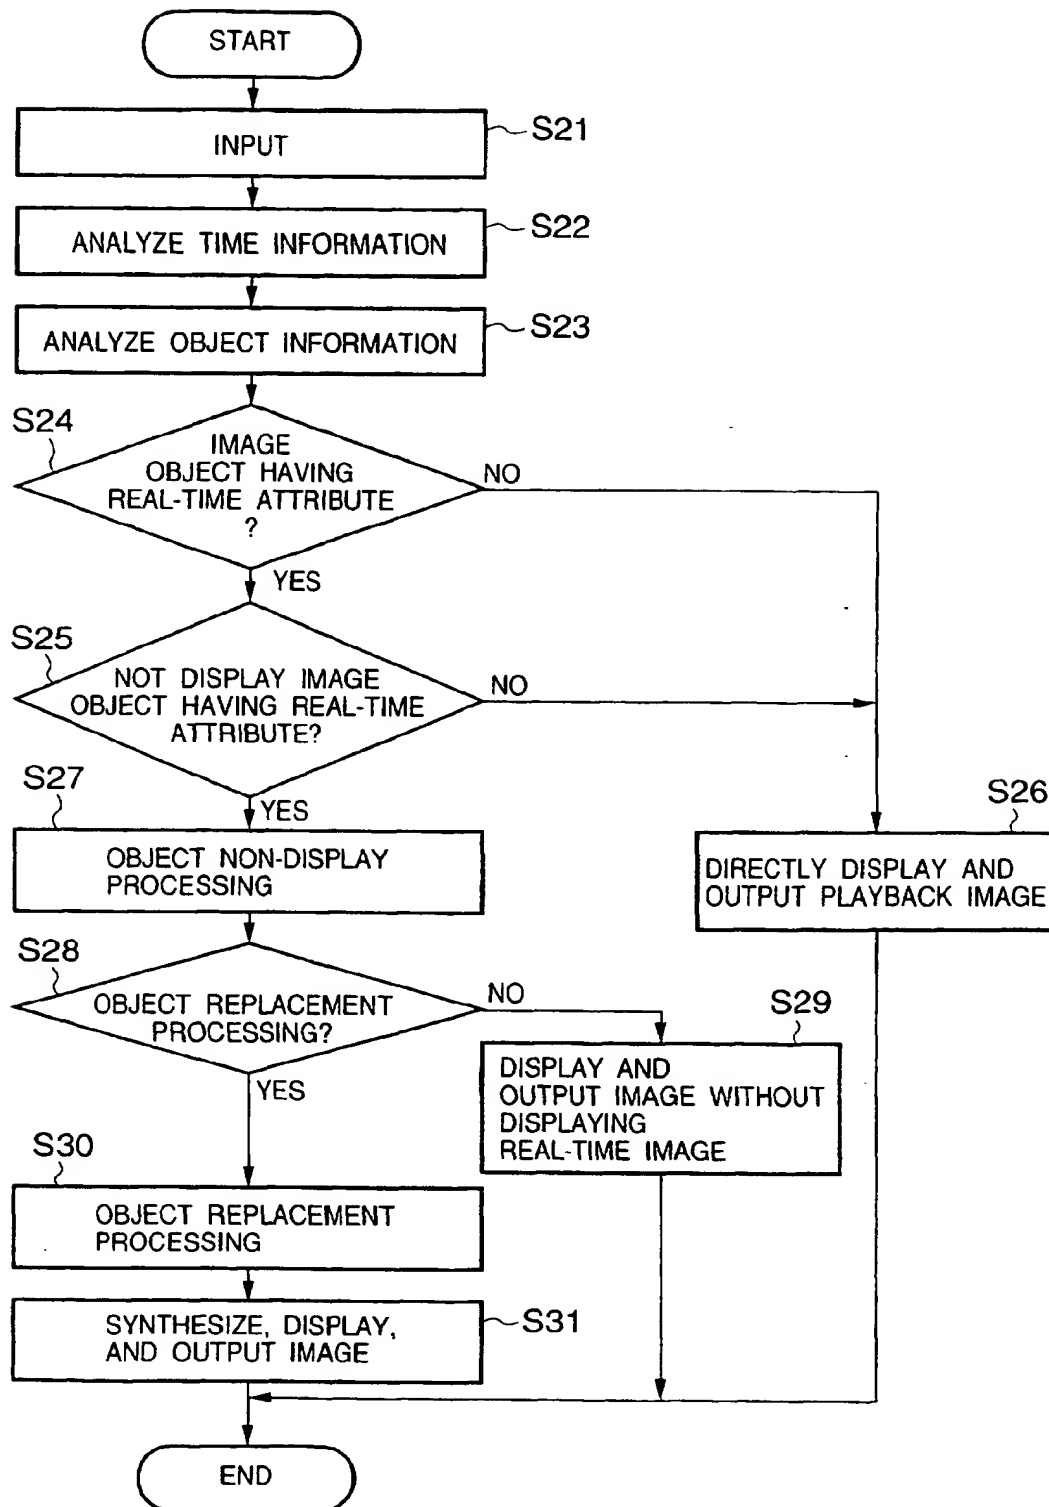 START
INPUT
S21
ANALYZE TIME INFORMATION
S22
ANALYZE OBJECT INFORMATION
S23
S24
IMAGE
OBJECT HAVING
REAL-TIME ATTRIBUTE
?
NO
YES
S25
NOT DISPLAY IMAGE
OBJECT HAVING REAL-TIME
ATTRIBUTE?
NO
YES
S27
OBJECT NON-DISPLAY
PROCESSING
S26
DIRECTLY DISPLAY AND
OUTPUT PLAYBACK IMAGE
S28
OBJECT REPLACEMENT
PROCESSING?
NO
YES
S29
DISPLAY AND
OUTPUT IMAGE WITHOUT
DISPLAYING
REAL-TIME IMAGE
S30
OBJECT REPLACEMENT
PROCESSING
SYNTHESIZE, DISPLAY,
AND OUTPUT IMAGE
S31
END